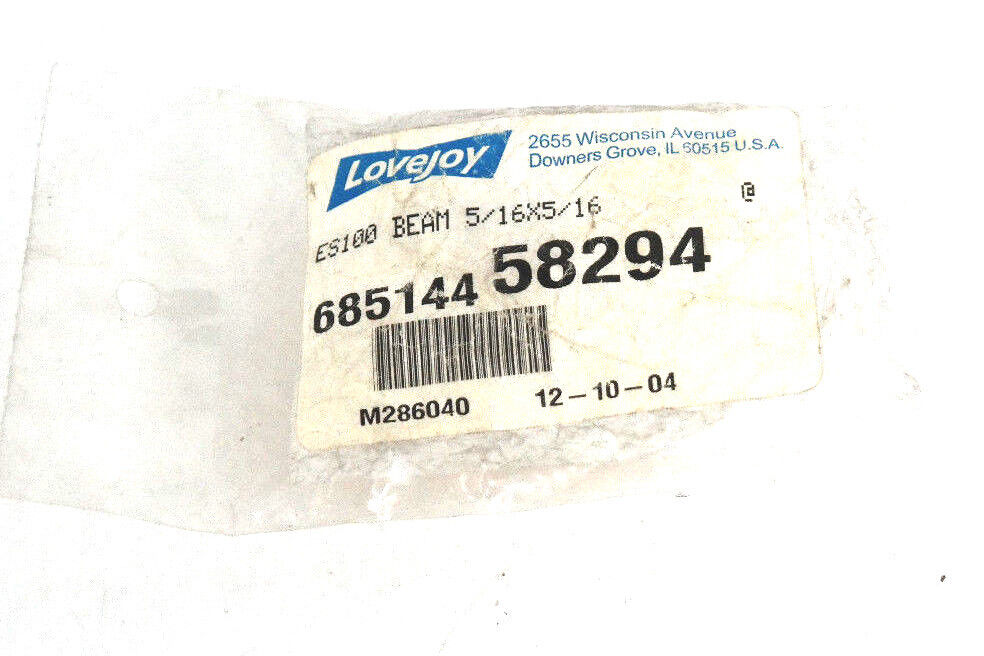 Lovejoy
2655 Wisconsin Avenue
Downers Grove, IL 60515 U.S.A.
ES100 BEAM 5/16X5/16 @
685144 58294
M286040 12-10-04